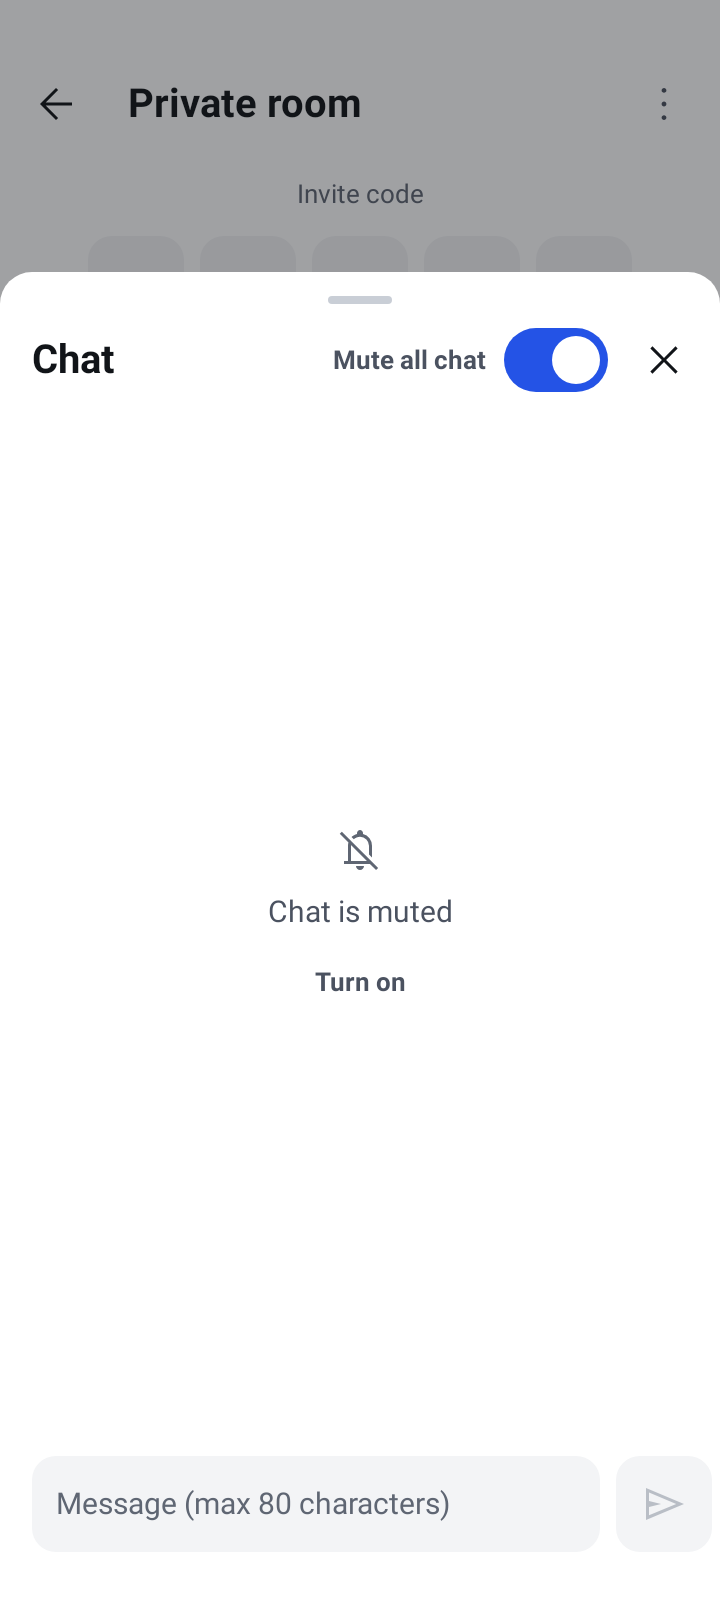 Private room
Invite code
Chat
Mute all chat
Chat is muted
Turn on
Message (max 80 characters)